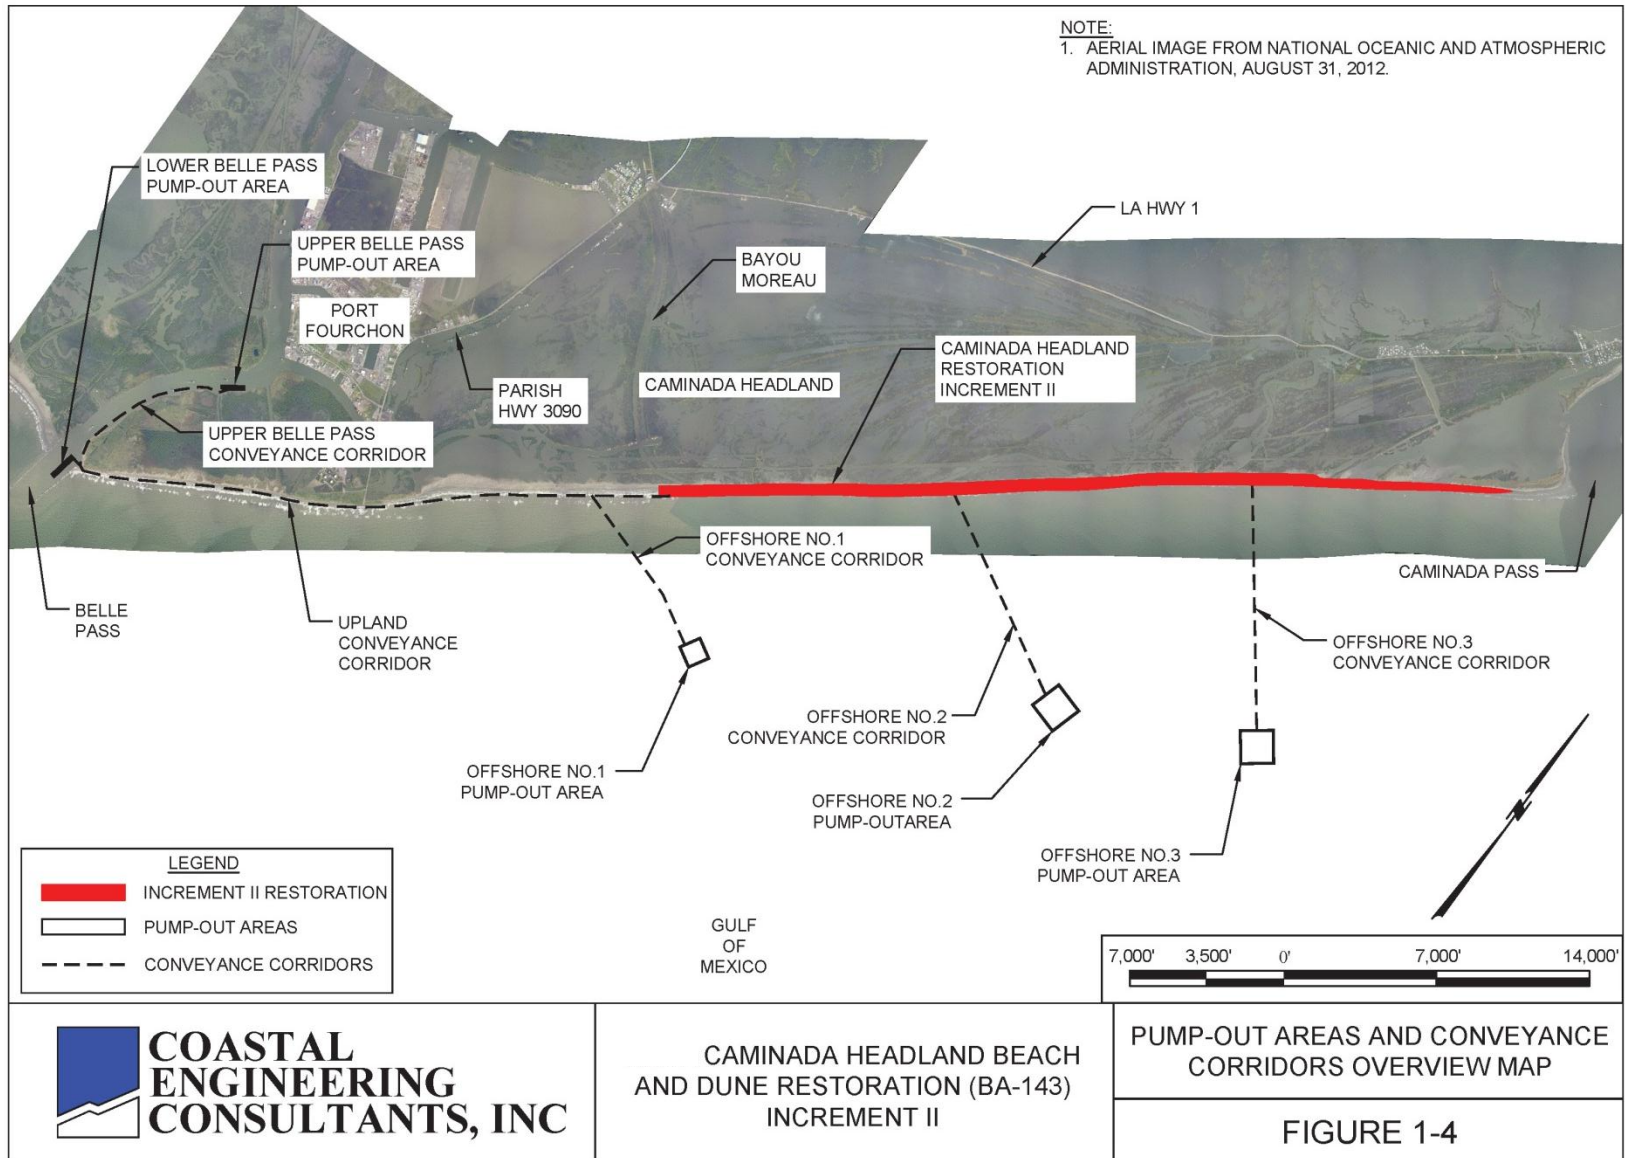 NOTE:
1. AERIAL IMAGE FROM NATIONAL OCEANIC AND ATMOSPHERIC
ADMINISTRATION, AUGUST 31, 2012.
LOWER BELLE PASS
PUMP-OUT AREA
UPPER BELLE PASS
PUMP-OUT AREA
PORT
FOURCHON
BAYOU
MOREAU
LA HWY 1
PARISH
HWY 3090
CAMINADA HEADLAND
CAMINADA HEADLAND
RESTORATION
INCREMENT II
UPPER BELLE PASS
CONVEYANCE CORRIDOR
OFFSHORE NO.1
CONVEYANCE CORRIDOR
CAMINADA PASS
BELLE
PASS
UPLAND
CONVEYANCE
CORRIDOR
OFFSHORE NO.3
CONVEYANCE CORRIDOR
OFFSHORE NO.2
CONVEYANCE CORRIDOR
OFFSHORE NO.1
PUMP-OUT AREA
OFFSHORE NO.2
PUMP-OUTAREA
OFFSHORE NO.3
PUMP-OUT AREA
LEGEND
INCREMENT II RESTORATION
PUMP-OUT AREAS
CONVEYANCE CORRIDORS
GULF
OF
MEXICO
7,000' 3,500' 0' 7,000' 14,000'
COASTAL
ENGINEERING
CONSULTANTS, INC
CAMINADA HEADLAND BEACH
AND DUNE RESTORATION (BA-143)
INCREMENT II
PUMP-OUT AREAS AND CONVEYANCE
CORRIDORS OVERVIEW MAP
FIGURE 1-4